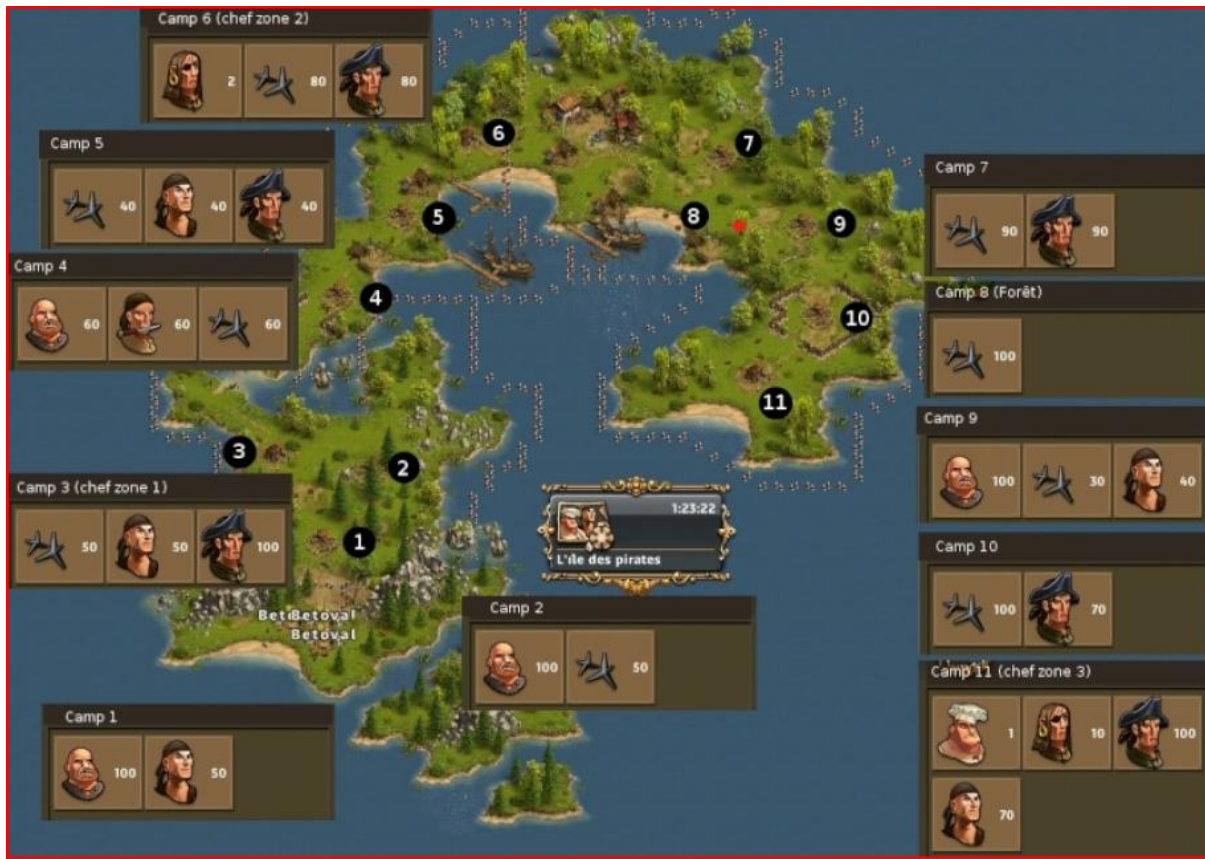 Camp 6 (chef zone 2)
2 80 80
Camp 5
40 40 40
Camp 4
60 60 60
Camp 3 (chef zone 1)
50 50 100
Camp 1
100 50
Camp 2
100 50
6
7
5
8
9
4
10
11
3
2
1
1:23:22
L'île des pirates
Betoval
Betoval
Camp 7
90 90
Camp 8 (Forêt)
100
Camp 9
100 30 40
Camp 10
100 70
Camp 11 (chef zone 3)
1 10 100
70